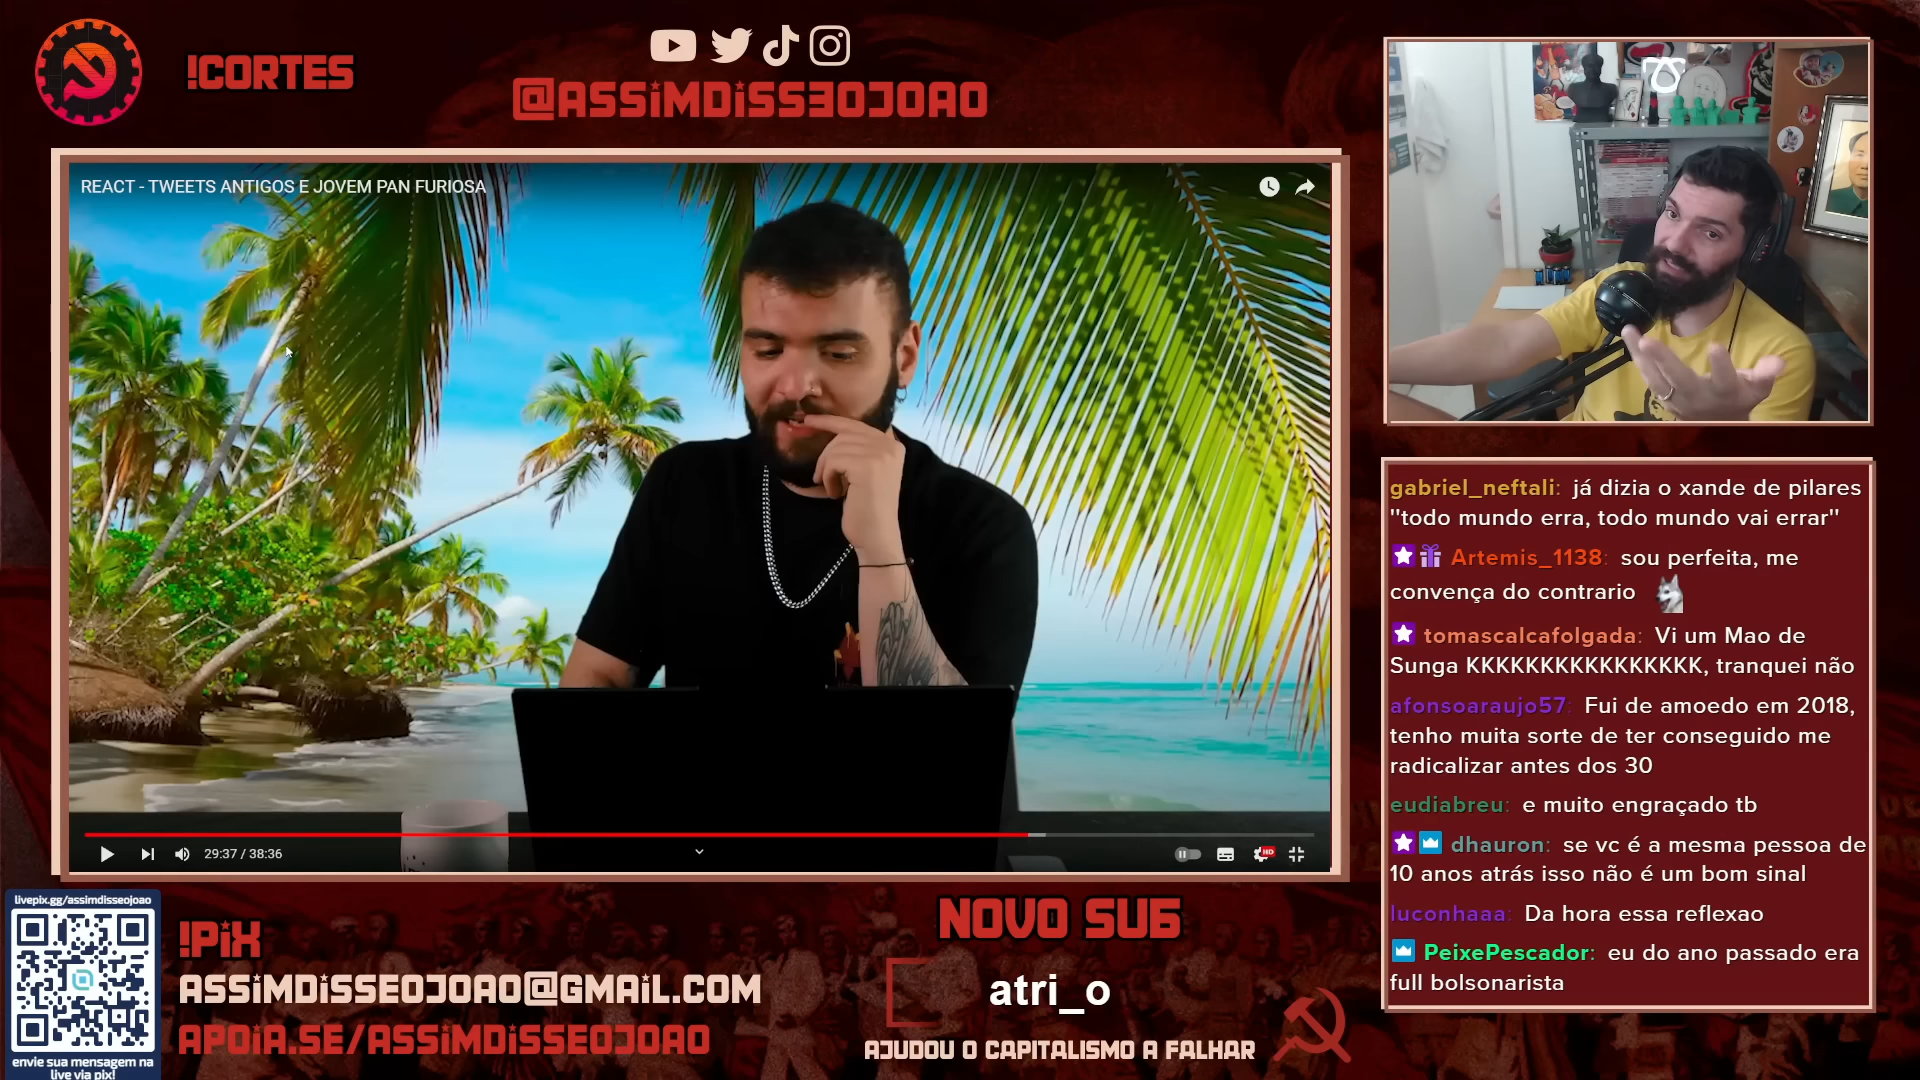 !CORTES
@ASSiMDiSSEOJOAO
REACT - TWEETS ANTIGOS E JOVEM PAN FURIOSA
29:37 / 38:36
HD
gabriel_neftali: já dizia o xande de pilares
"todo mundo erra, todo mundo vai errar"
Artemis_1138: sou perfeita, me
convença do contrario
tomascalcafolgada: Vi um Mao de
Sunga KKKKKKKKKKKKKKKK, tranquei não
afonsoaraujo57: Fui de amoedo em 2018,
tenho muita sorte de ter conseguido me
radicalizar antes dos 30
eudiabreu: e muito engraçado tb
dhauron: se vc é a mesma pessoa de
10 anos atrás isso não é um bom sinal
luconhaaa: Da hora essa reflexao
PeixePescador: eu do ano passado era
full bolsonarista
livepix.gg/assimdisseojoao
envie sua mensagem na
live via pix!
!PiX
ASSiMDiSSEOJOAO@GMAiL.COM
APOiA.SE/ASSiMDiSSEOJOAO
NOVO SUB
atri_o
AJUDOU O CAPiTALiSMO A FALHAR